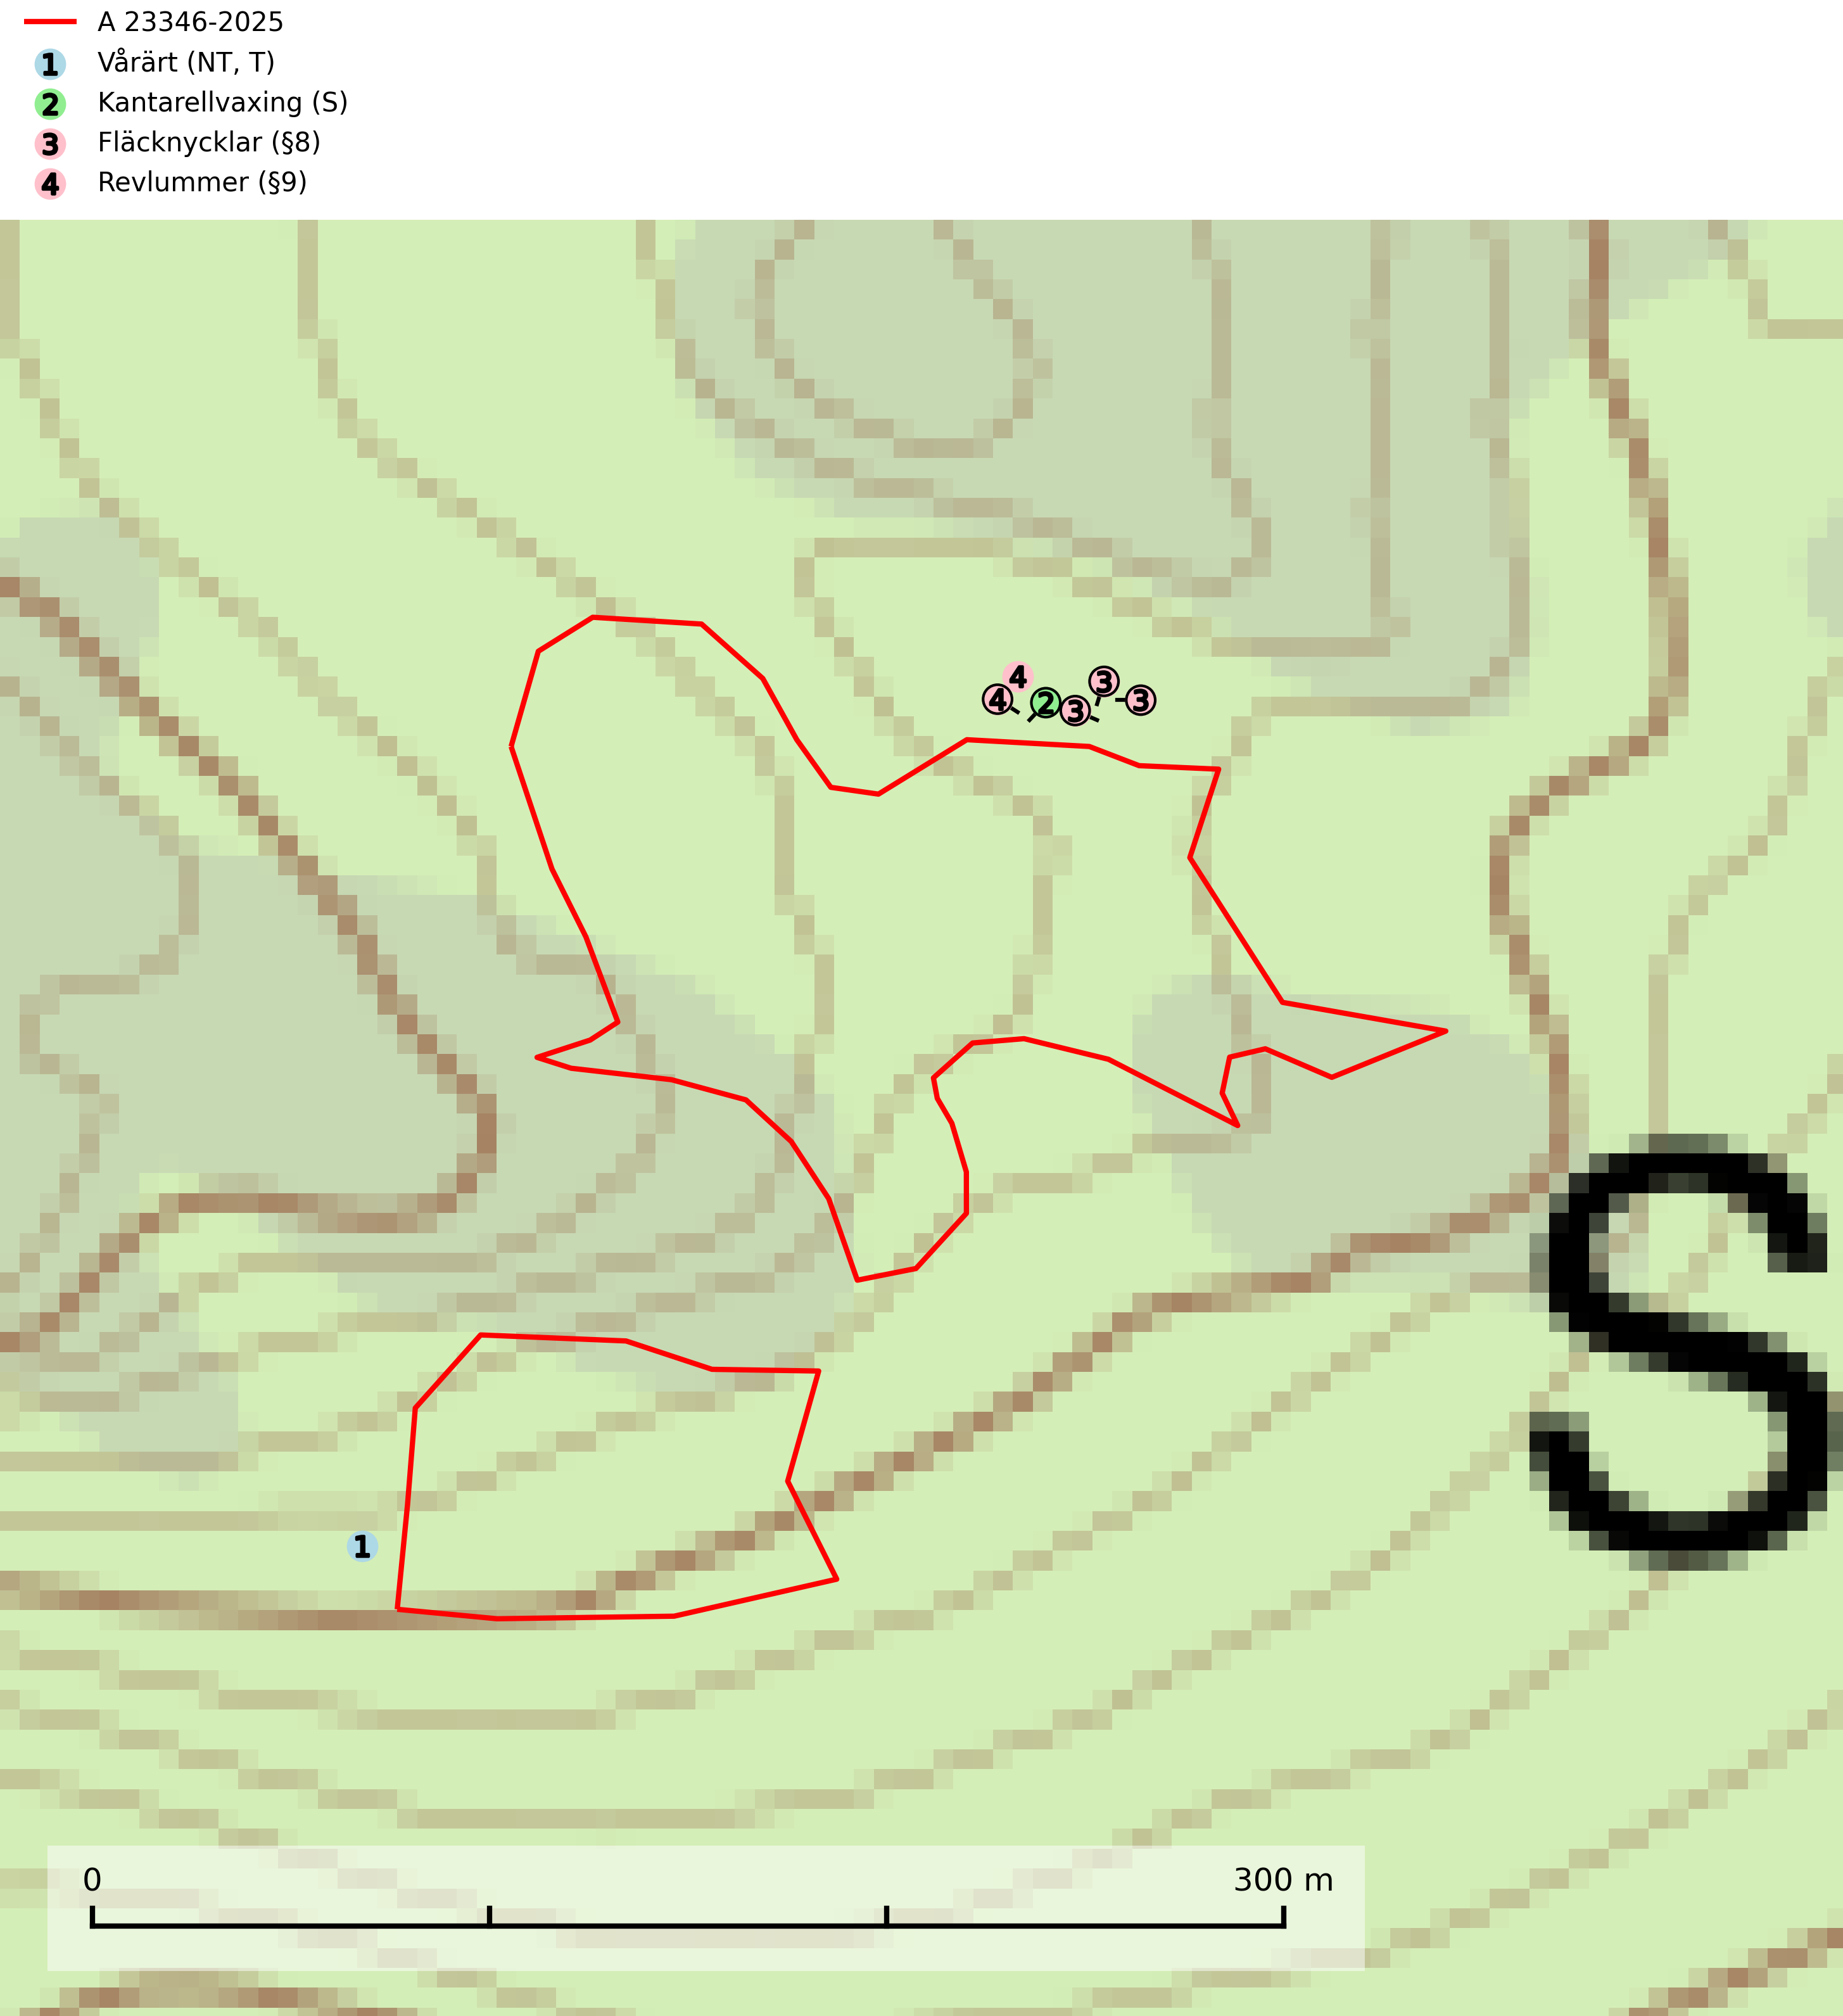 A 23346-2025
1 Vårärt (NT, T)
2 Kantarellvaxing (S)
3 Fläcknycklar (§8)
4 Revlummer (§9)
4
4 2 3 3 3
S
1
0 300 m